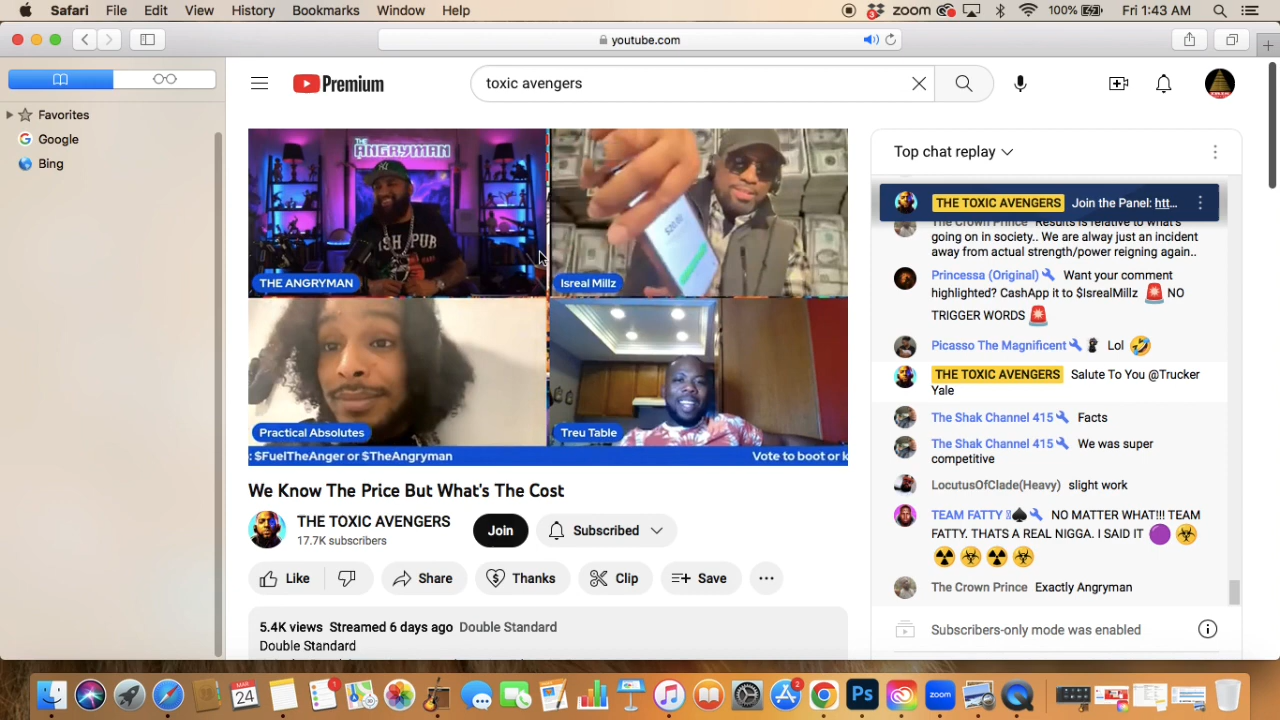 Safari File Edit View History Bookmarks Window Help
3 zoom 100% Fri 1:43 AM
youtube.com
Premium
toxic avengers
Favorites
Google
Bing
THE ANGRYMAN
THE ANGRYMAN
Isreal Millz
Practical Absolutes
Treu Table
: $FuelTheAnger or $TheAngryman Vote to boot or k
We Know The Price But What's The Cost
THE TOXIC AVENGERS
17.7K subscribers
Join
Subscribed
Like
Share
Thanks
Clip
Save
5.4K views Streamed 6 days ago Double Standard
Double Standard
Top chat replay
THE TOXIC AVENGERS Join the Panel: htt...
The Crown Prince Results is relative to what's
going on in society.. We are alway just an incident
away from actual strength/power reigning again..
Princessa (Original) Want your comment
highlighted? CashApp it to $IsrealMillz 🚨 NO
TRIGGER WORDS 🚨
Picasso The Magnificent Lol 🤣
THE TOXIC AVENGERS Salute To You @Trucker
Yale
The Shak Channel 415 Facts
The Shak Channel 415 We was super
competitive
LocutusOfClade(Heavy) slight work
TEAM FATTY ♠ NO MATTER WHAT!!! TEAM
FATTY. THATS A REAL NIGGA. I SAID IT 🟣 ☣
☢ ☣ ☢ ☣
The Crown Prince Exactly Angryman
Subscribers-only mode was enabled
MAR
24
1
2
Ps
zoom